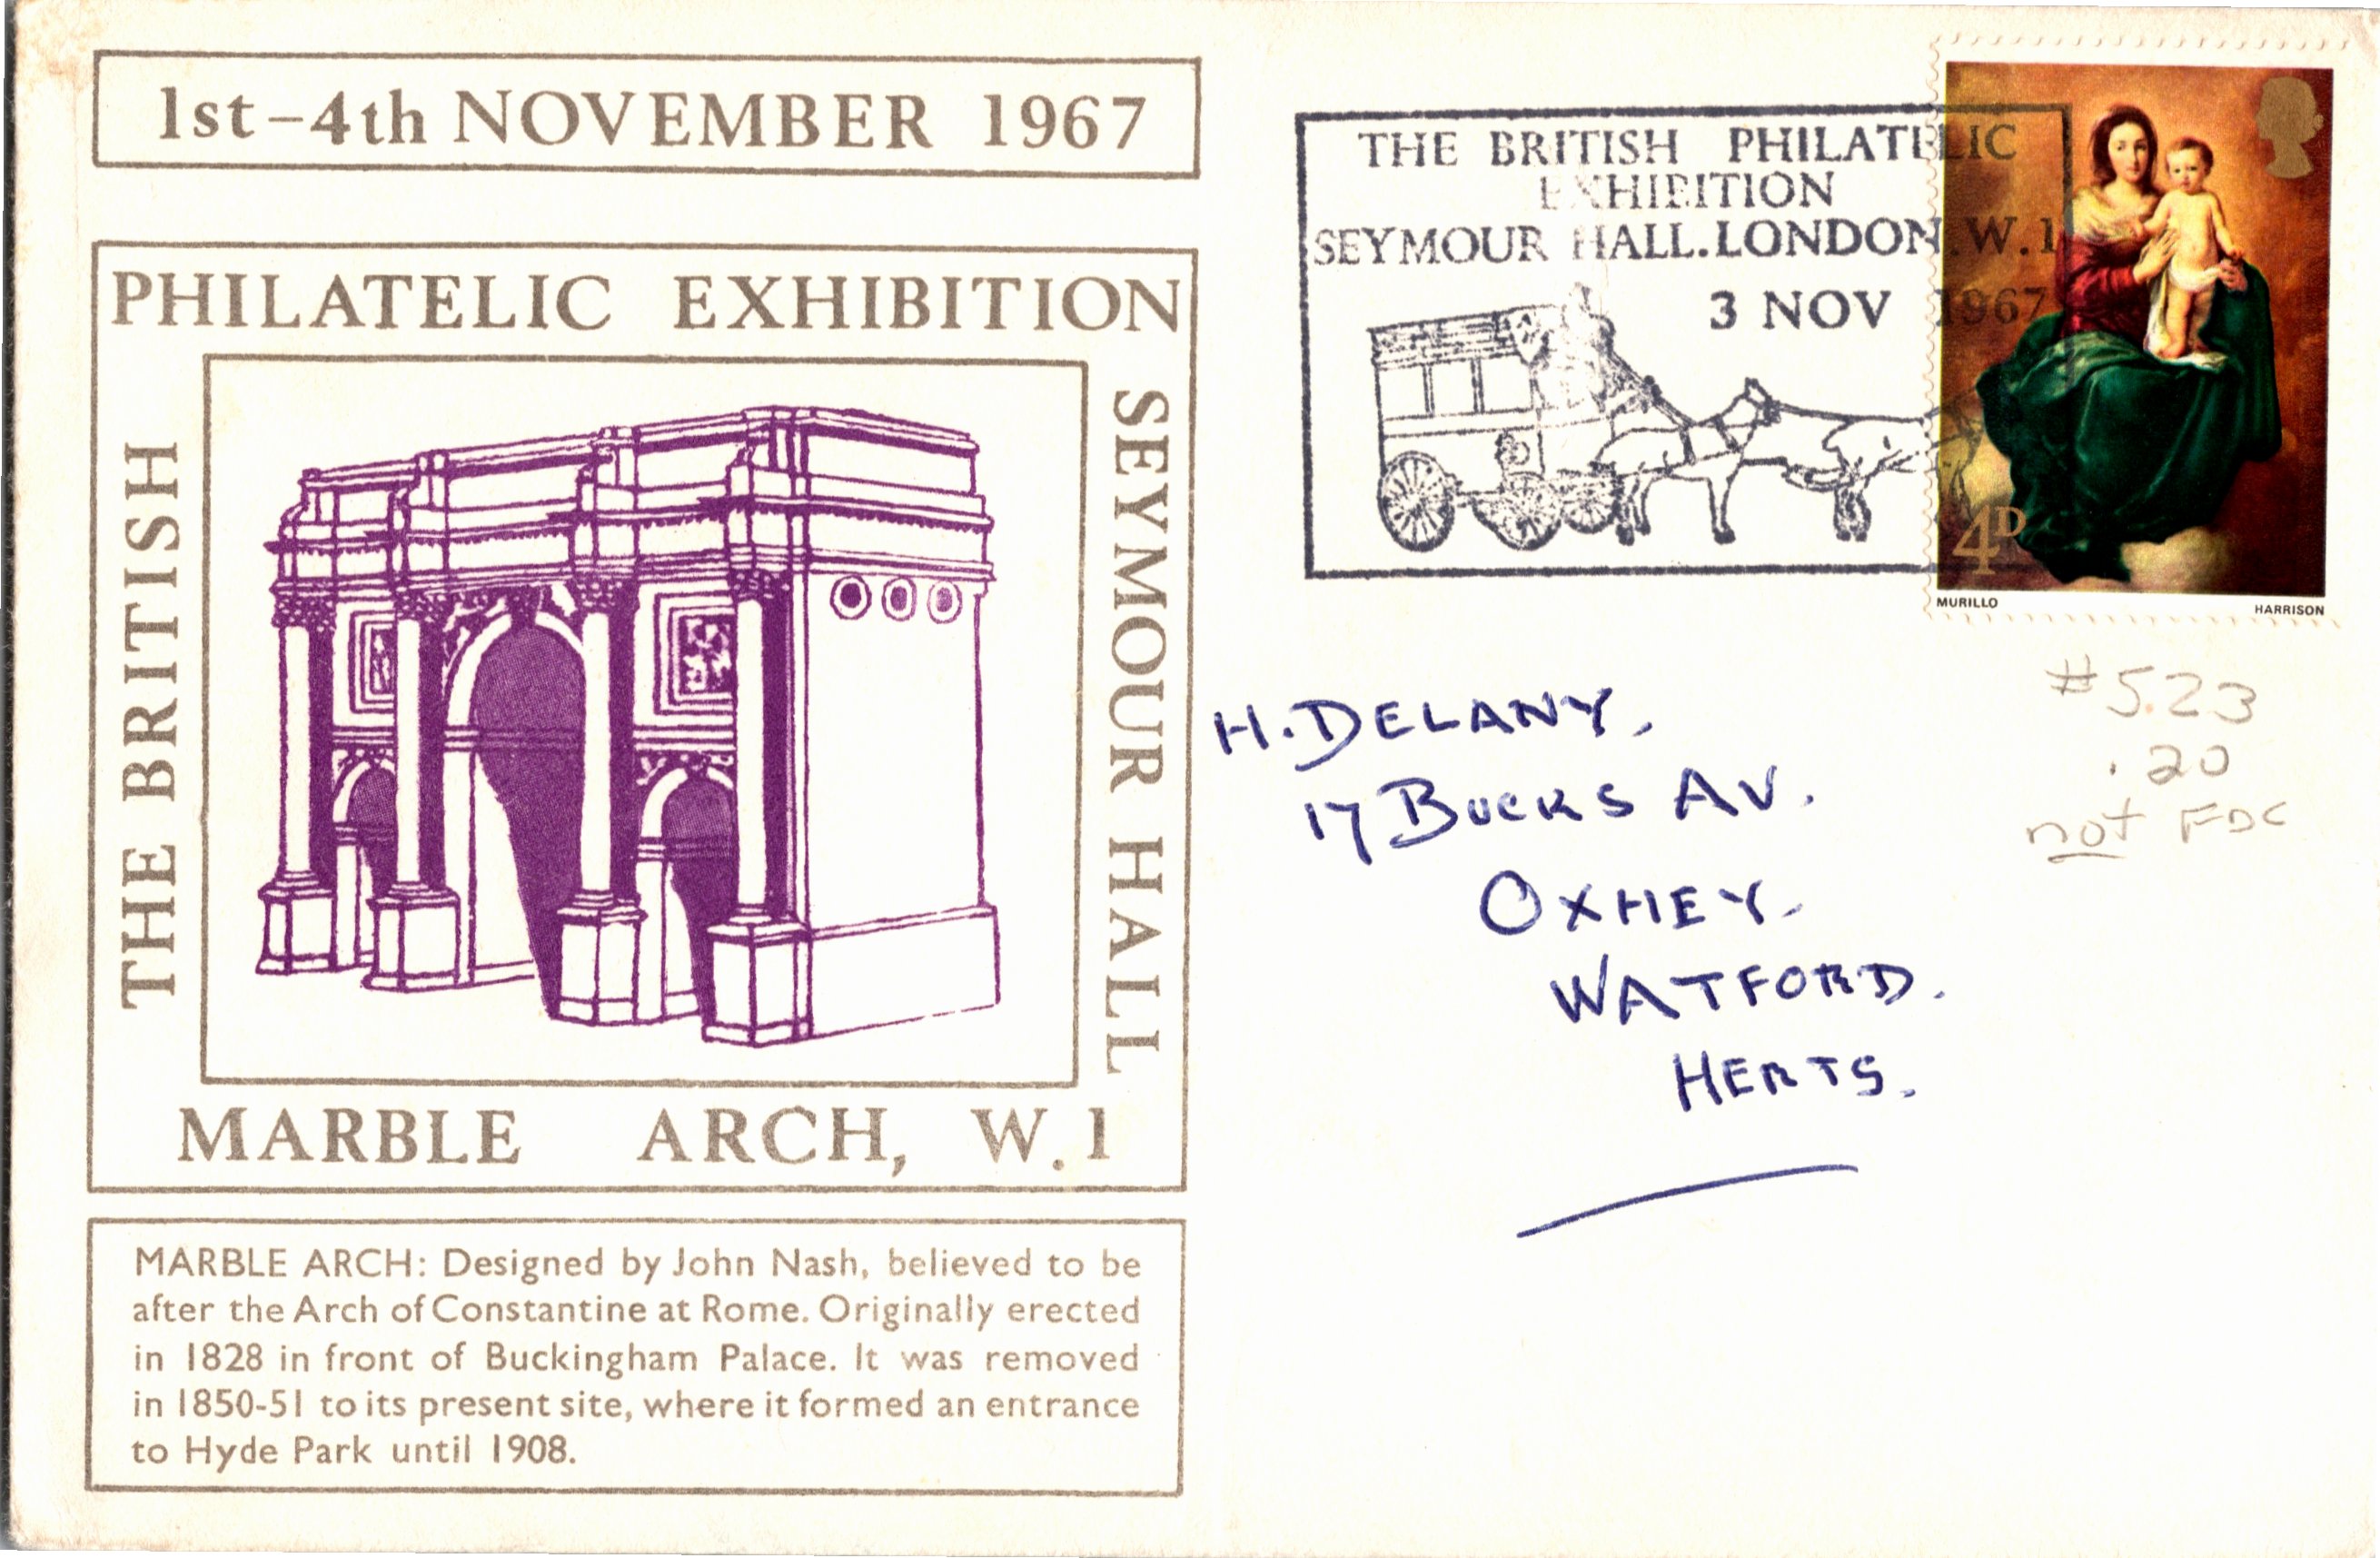 1st–4th NOVEMBER 1967
THE BRITISH
PHILATELIC EXHIBITION
SEYMOUR HALL
MARBLE ARCH, W.1
MARBLE ARCH: Designed by John Nash, believed to be
after the Arch of Constantine at Rome. Originally erected
in 1828 in front of Buckingham Palace. It was removed
in 1850-51 to its present site, where it formed an entrance
to Hyde Park until 1908.
THE BRITISH PHILATELIC
EXHIBITION
SEYMOUR HALL.LONDON.W.1
3 NOV 1967
4D
MURILLO HARRISON
H. DELANY.
17 BUCKS AV.
OXHEY.
WATFORD.
HERTS.
#523
.20
not FDC